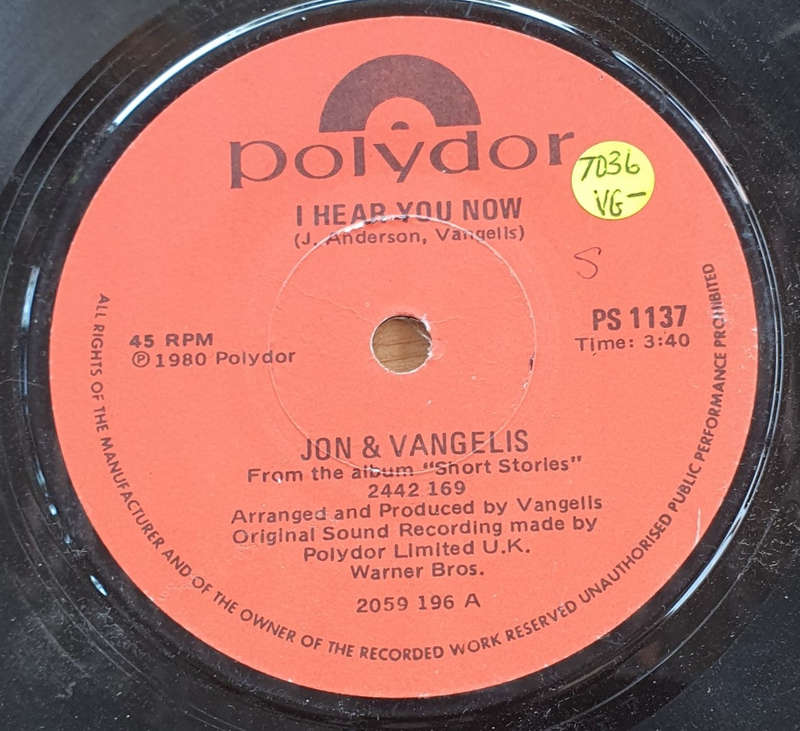 polydor
TO36
VG-
I HEAR YOU NOW
(J. Anderson, Vangelis)
S
PS 1137
Time: 3:40
45 RPM
℗ 1980 Polydor
JON & VANGELIS
From the album "Short Stories"
2442 169
Arranged and Produced by Vangelis
Original Sound Recording made by
Polydor Limited U.K.
Warner Bros.
2059 196 A
ALL RIGHTS OF THE MANUFACTURER AND OF THE OWNER OF THE RECORDED WORK RESERVED UNAUTHORISED PUBLIC PERFORMANCE PROHIBITED